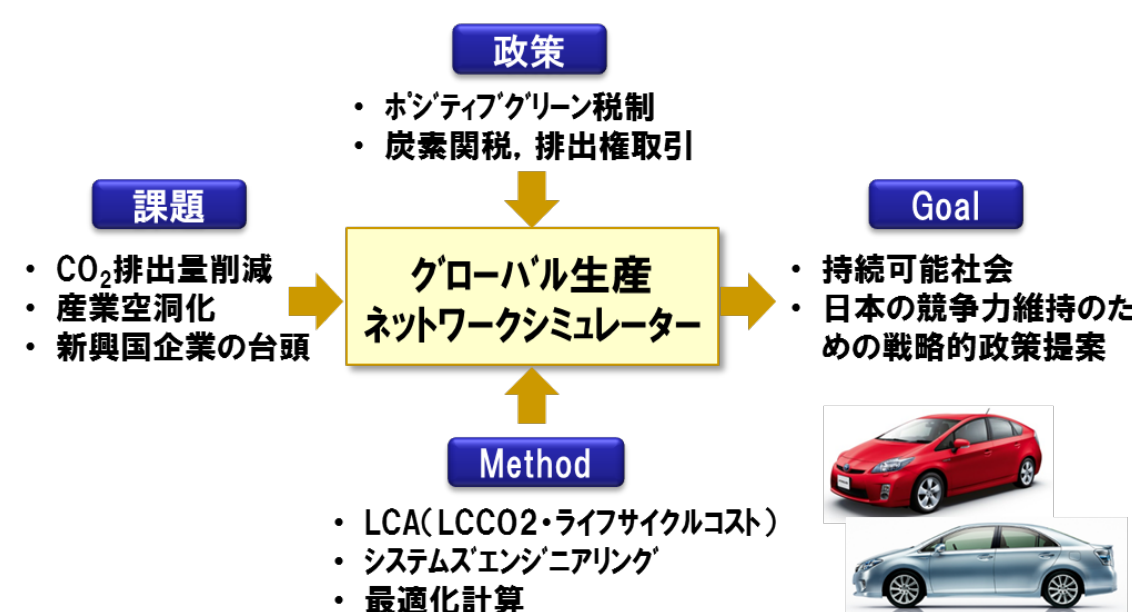 政策
・ ポジティブグリーン税制
・ 炭素関税，排出権取引
課題
・ CO₂排出量削減
・ 産業空洞化
・ 新興国企業の台頭
グローバル生産
ネットワークシミュレーター
Goal
・ 持続可能社会
・ 日本の競争力維持のた
めの戦略的政策提案
Method
・ LCA（LCCO2・ライフサイクルコスト）
・ システムズエンジニアリング
・ 最適化計算